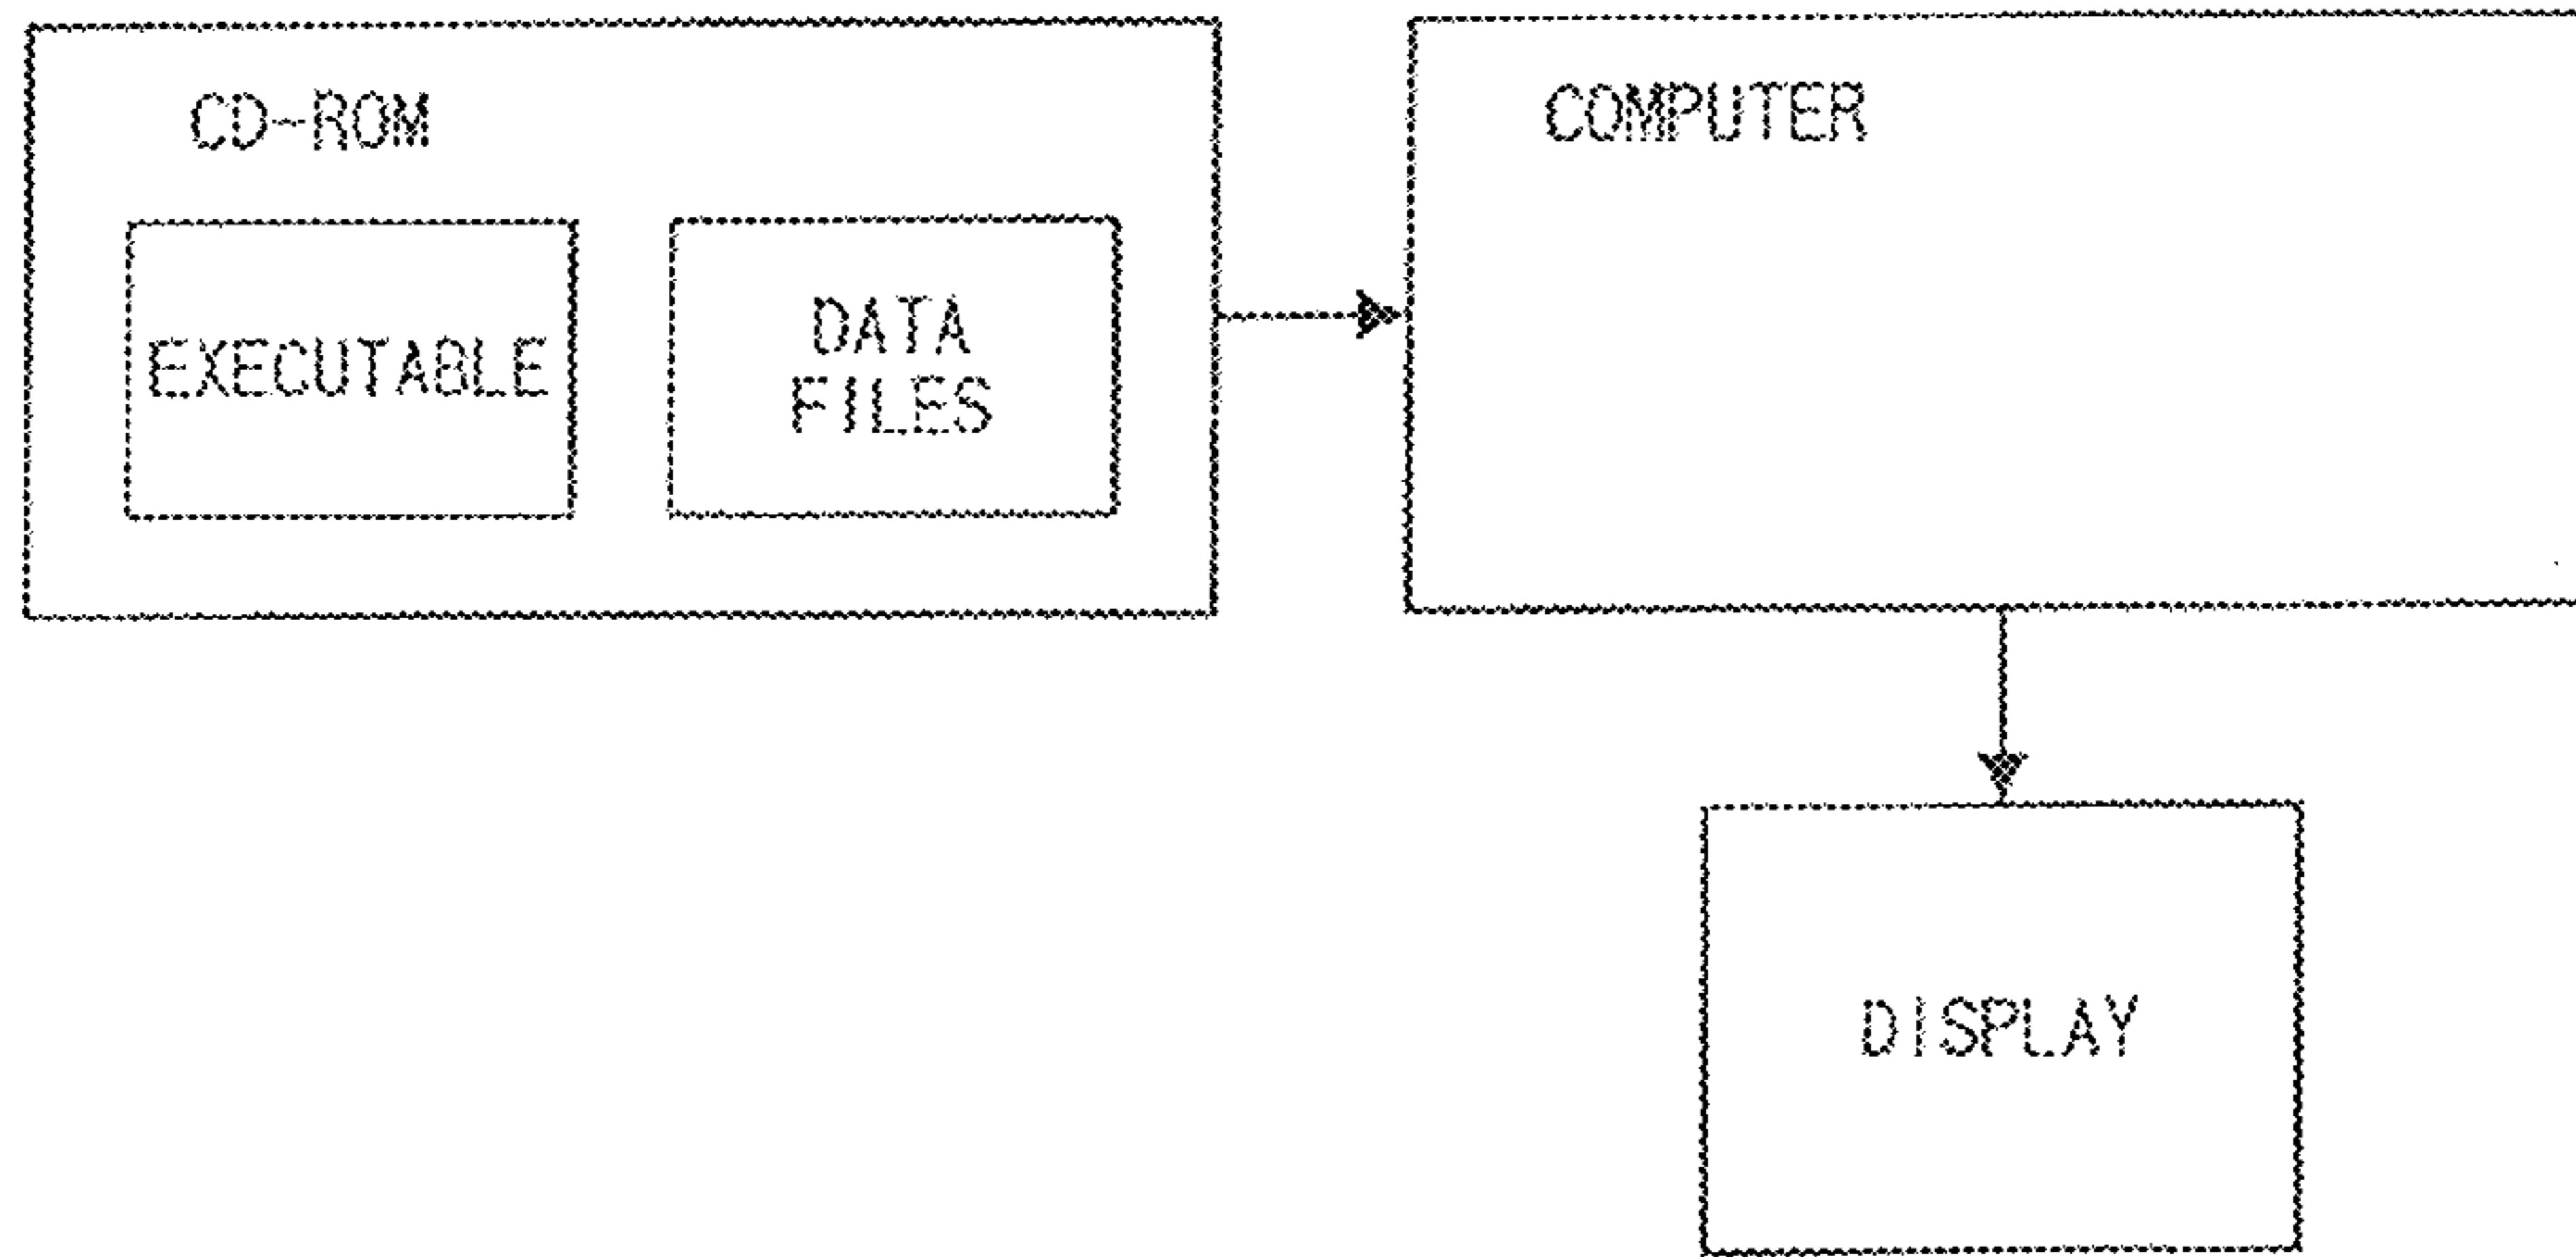 CD-ROM
EXECUTABLE
DATA
FILES
COMPUTER
DISPLAY